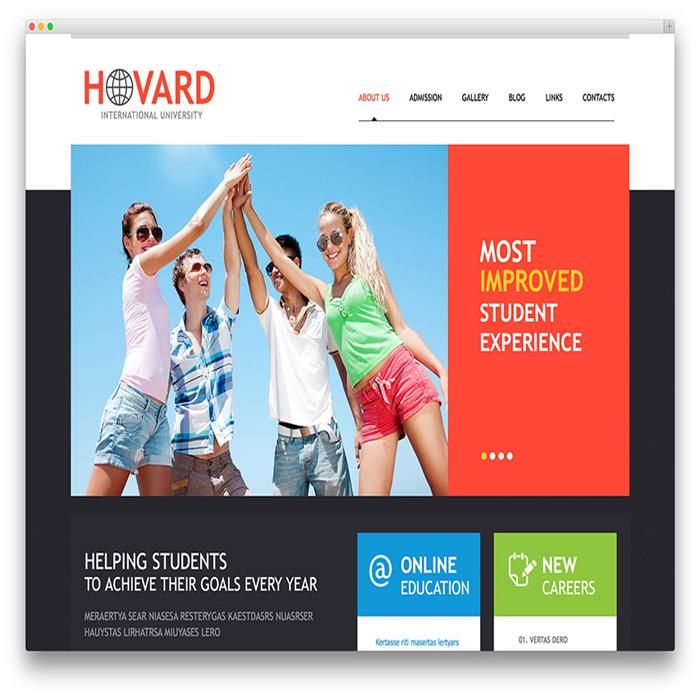 HOVARD
INTERNATIONAL UNIVERSITY
ABOUT US ADMISSION GALLERY BLOG LINKS CONTACTS
MOST
IMPROVED
STUDENT
EXPERIENCE
HELPING STUDENTS
TO ACHIEVE THEIR GOALS EVERY YEAR
MERAERTYA SEAR NIASESA RESTERYGAS KAESTDASRS NUASRSER
HAUYSTAS LIRHATRSA MIUYASES LERO
@ ONLINE
EDUCATION
Kertasse riti masertas lertyars
NEW
CAREERS
01. VERTAS DERO